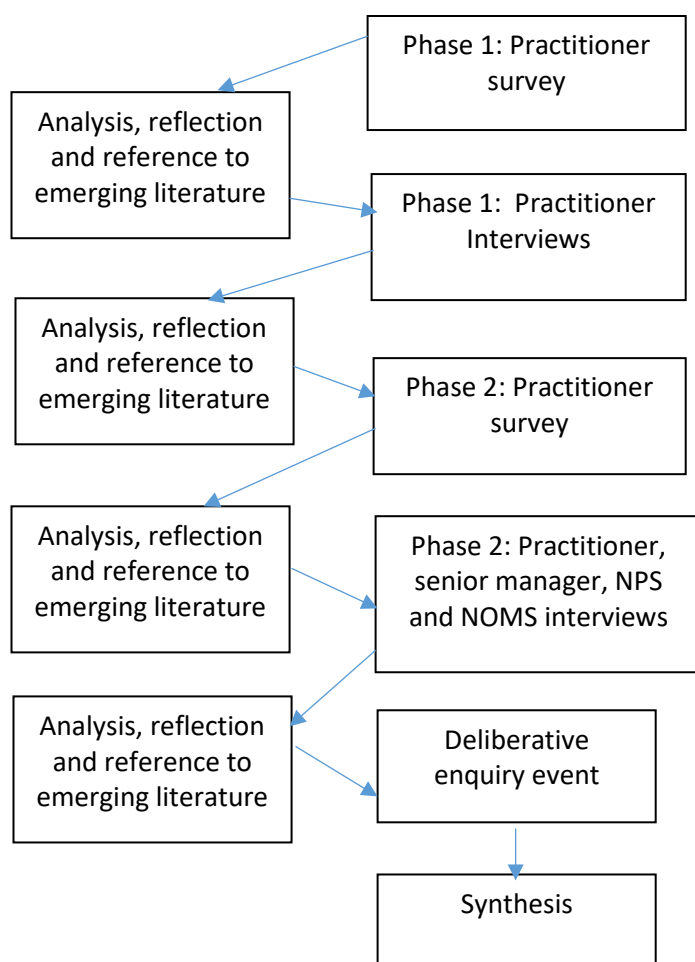 Phase 1: Practitioner
survey
Analysis, reflection
and reference to
emerging literature
Phase 1:  Practitioner
Interviews
Analysis, reflection
and reference to
emerging literature
Phase 2: Practitioner
survey
Analysis, reflection
and reference to
emerging literature
Phase 2: Practitioner,
senior manager, NPS
and NOMS interviews
Analysis, reflection
and reference to
emerging literature
Deliberative
enquiry event
Synthesis